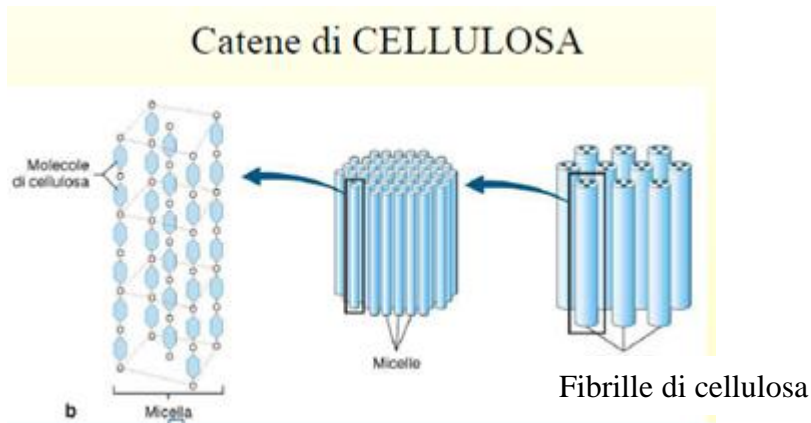 Catene di CELLULOSA
Molecole
di cellulosa
Micelle
Fibrille di cellulosa
b
Micella